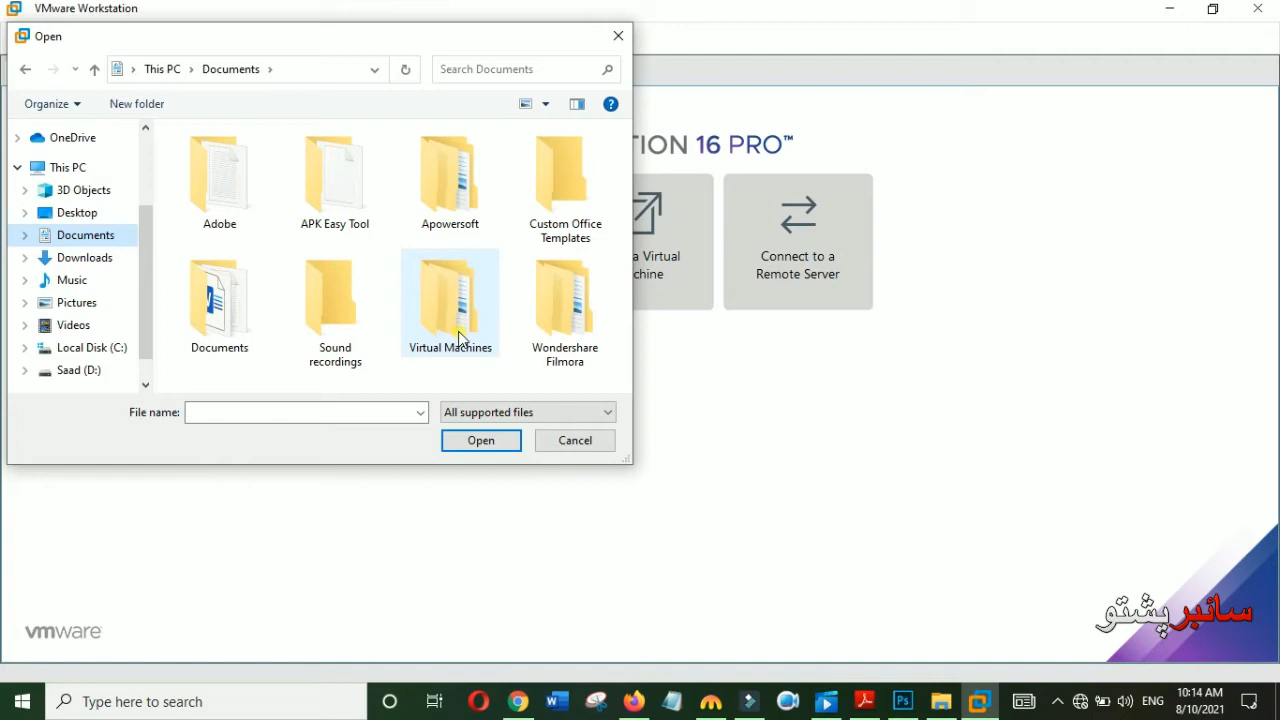 VMware Workstation
Open
This PC
Documents
Search Documents
Organize
New folder
OneDrive
This PC
3D Objects
Desktop
Documents
Downloads
Music
Pictures
Videos
Local Disk (C:)
Saad (D:)
Adobe
APK Easy Tool
Apowersoft
Custom Office
Templates
Documents
Sound
recordings
Virtual Machines
Wondershare
Filmora
File name:
All supported files
Open
Cancel
TION 16 PRO™
a Virtual
chine
Connect to a
Remote Server
vmware
سائبر پشتو
Type here to search
ENG
10:14 AM
8/10/2021